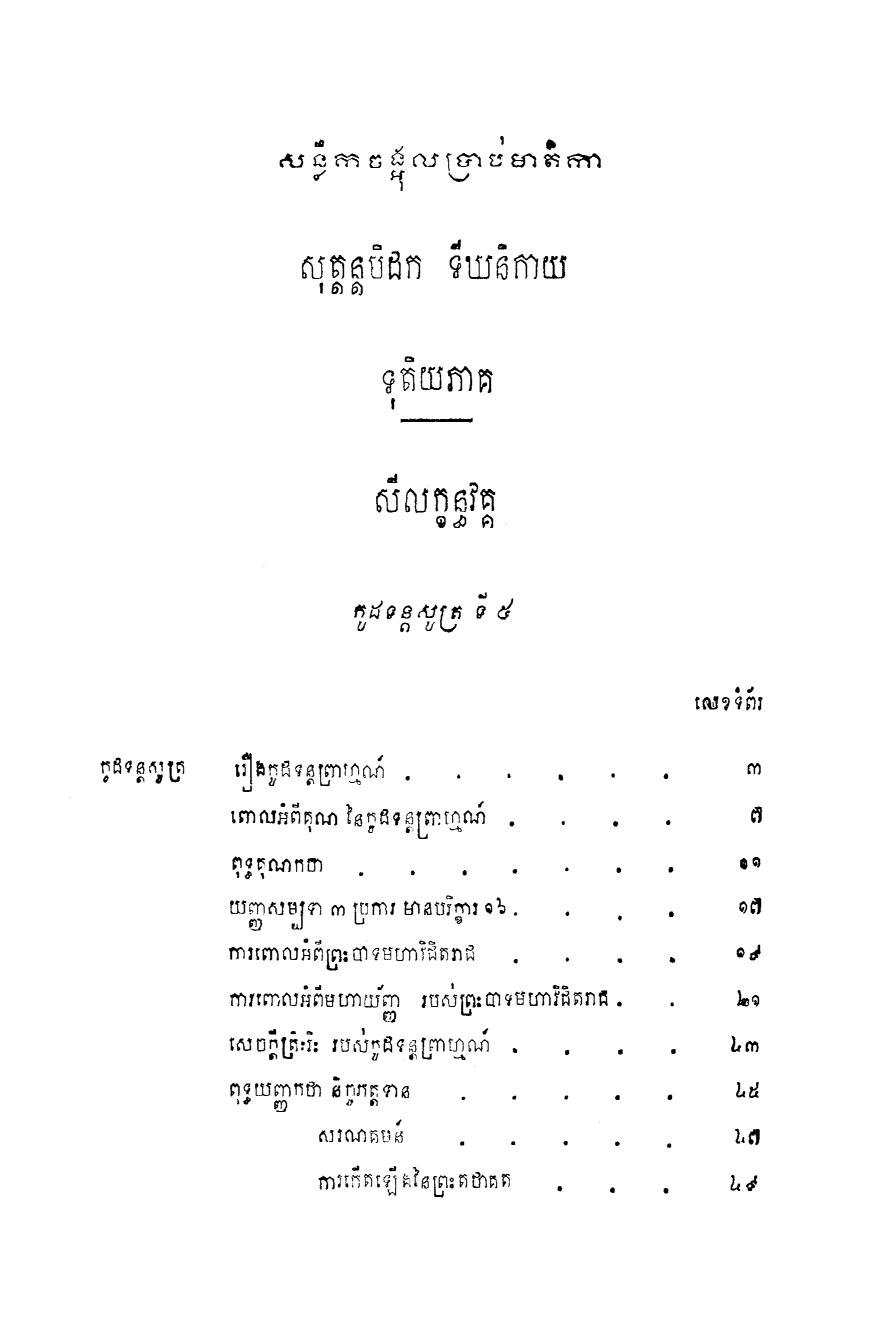 សន្លឹកចង្អុលប្រាប់មាតិកា
សុត្តន្តបិដក ទីឃនិកាយ
ទុតិយភាគ
សីលក្ខន្ធវគ្គ
កូដទន្តសូត្រ ទី ៥
លេខទំព័រ
កូដទន្តសូត្រ រឿងកូដទន្តព្រាហ្មណ៍ . . . . . . ៣
ពោលអំពីគុណ នៃកូដទន្តព្រាហ្មណ៍ . . . . ៧
ពុទ្ធគុណកថា . . . . . . . ១១
យញ្ញសម្បទា ៣ ប្រការ មានបរិក្ខារ ១៦ . . . . ១៧
ការពោលអំពីព្រះបាទមហាវិជិតរាជ . . . . ១៩
ការពោលអំពីមហាយ័ញ្ញ របស់ព្រះបាទមហាវិជិតរាជ . . ២១
សេចក្តីត្រិះរិះ របស់កូដទន្តព្រាហ្មណ៍ . . . . ៤៣
ពុទ្ធយញ្ញកថា និច្ចភត្តទាន . . . . . ៤៥
សរណគមន៍ . . . . . ៤៧
ការកើតឡើងនៃព្រះតថាគត . . . ៤៩